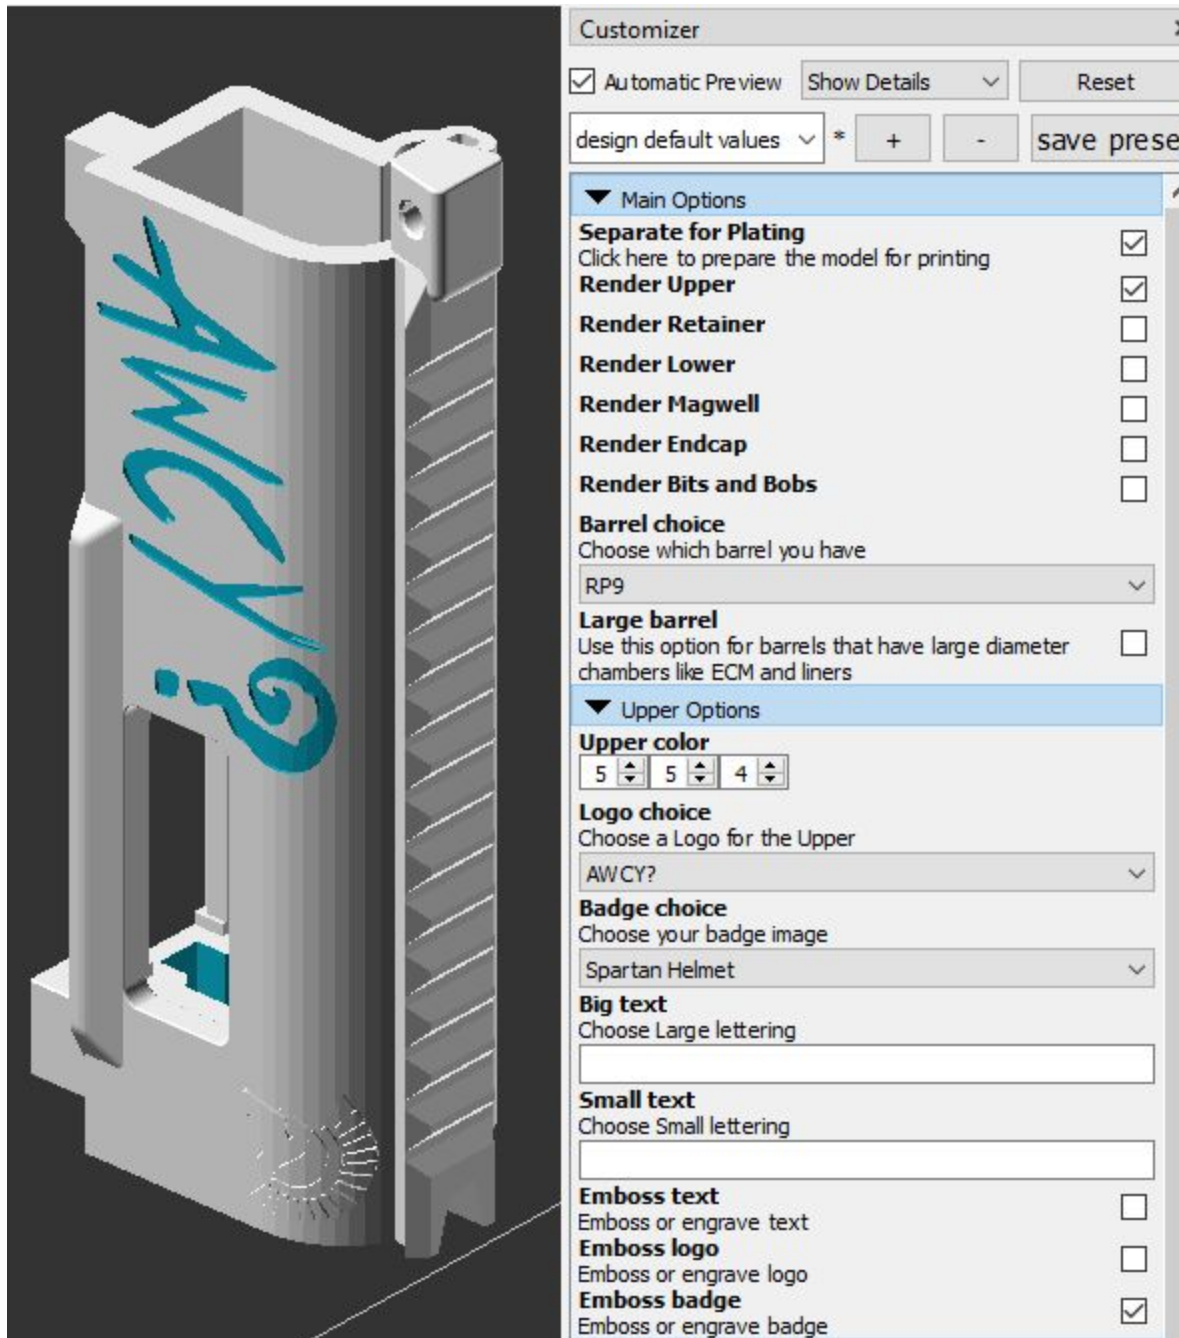 Customizer
Automatic Preview
Show Details
Reset
design default values
*
+
-
save prese
Main Options
Separate for Plating
Click here to prepare the model for printing
Render Upper
Render Retainer
Render Lower
Render Magwell
Render Endcap
Render Bits and Bobs
Barrel choice
Choose which barrel you have
RP9
Large barrel
Use this option for barrels that have large diameter
chambers like ECM and liners
Upper Options
Upper color
5 5 4
Logo choice
Choose a Logo for the Upper
AWCY?
Badge choice
Choose your badge image
Spartan Helmet
Big text
Choose Large lettering
Small text
Choose Small lettering
Emboss text
Emboss or engrave text
Emboss logo
Emboss or engrave logo
Emboss badge
Emboss or engrave badge
AWCY?